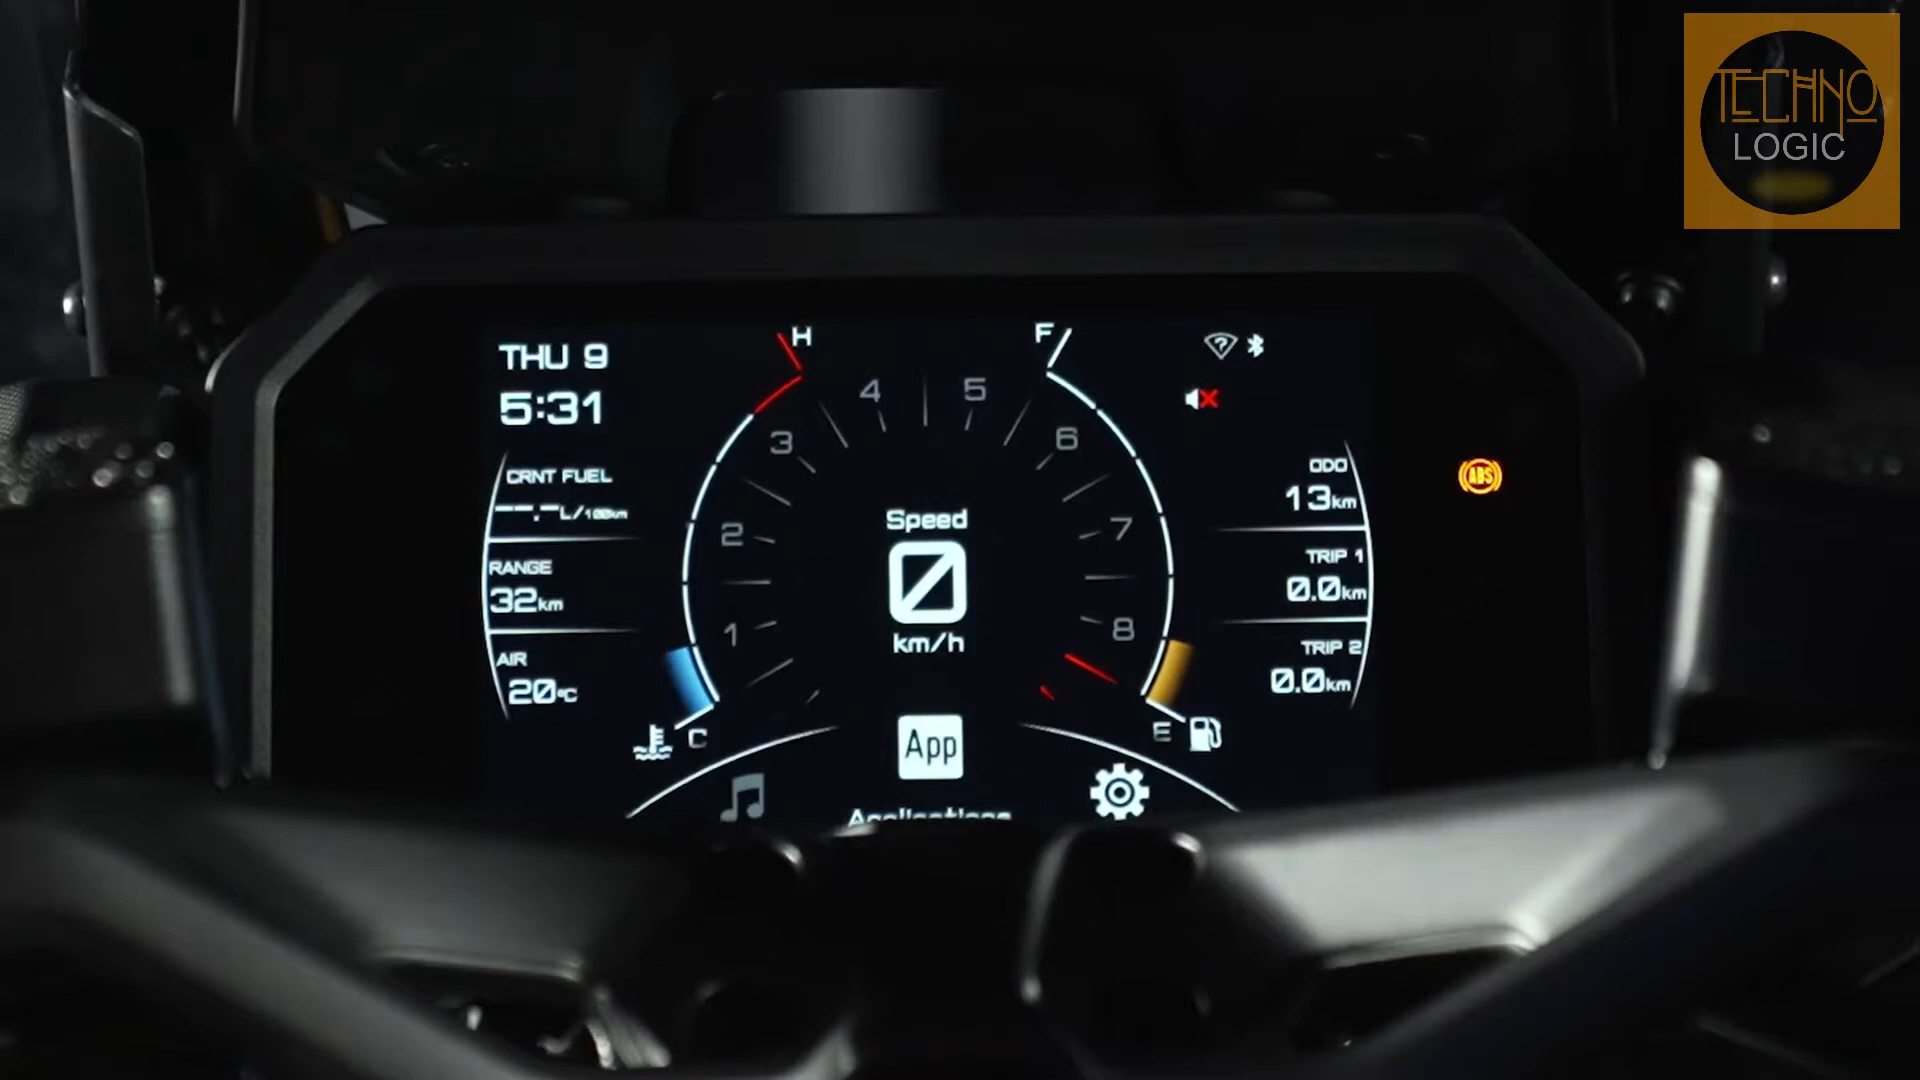 TECHNO
LOGIC
THU 9
5:31
H
F
4
5
3
6
CRNT FUEL
--.-L/100km
ODO
13km
2
Speed
7
0
km/h
RANGE
32km
TRIP 1
0.0km
1
8
AIR
20°C
TRIP 2
0.0km
C
E
App
Applications
ABS